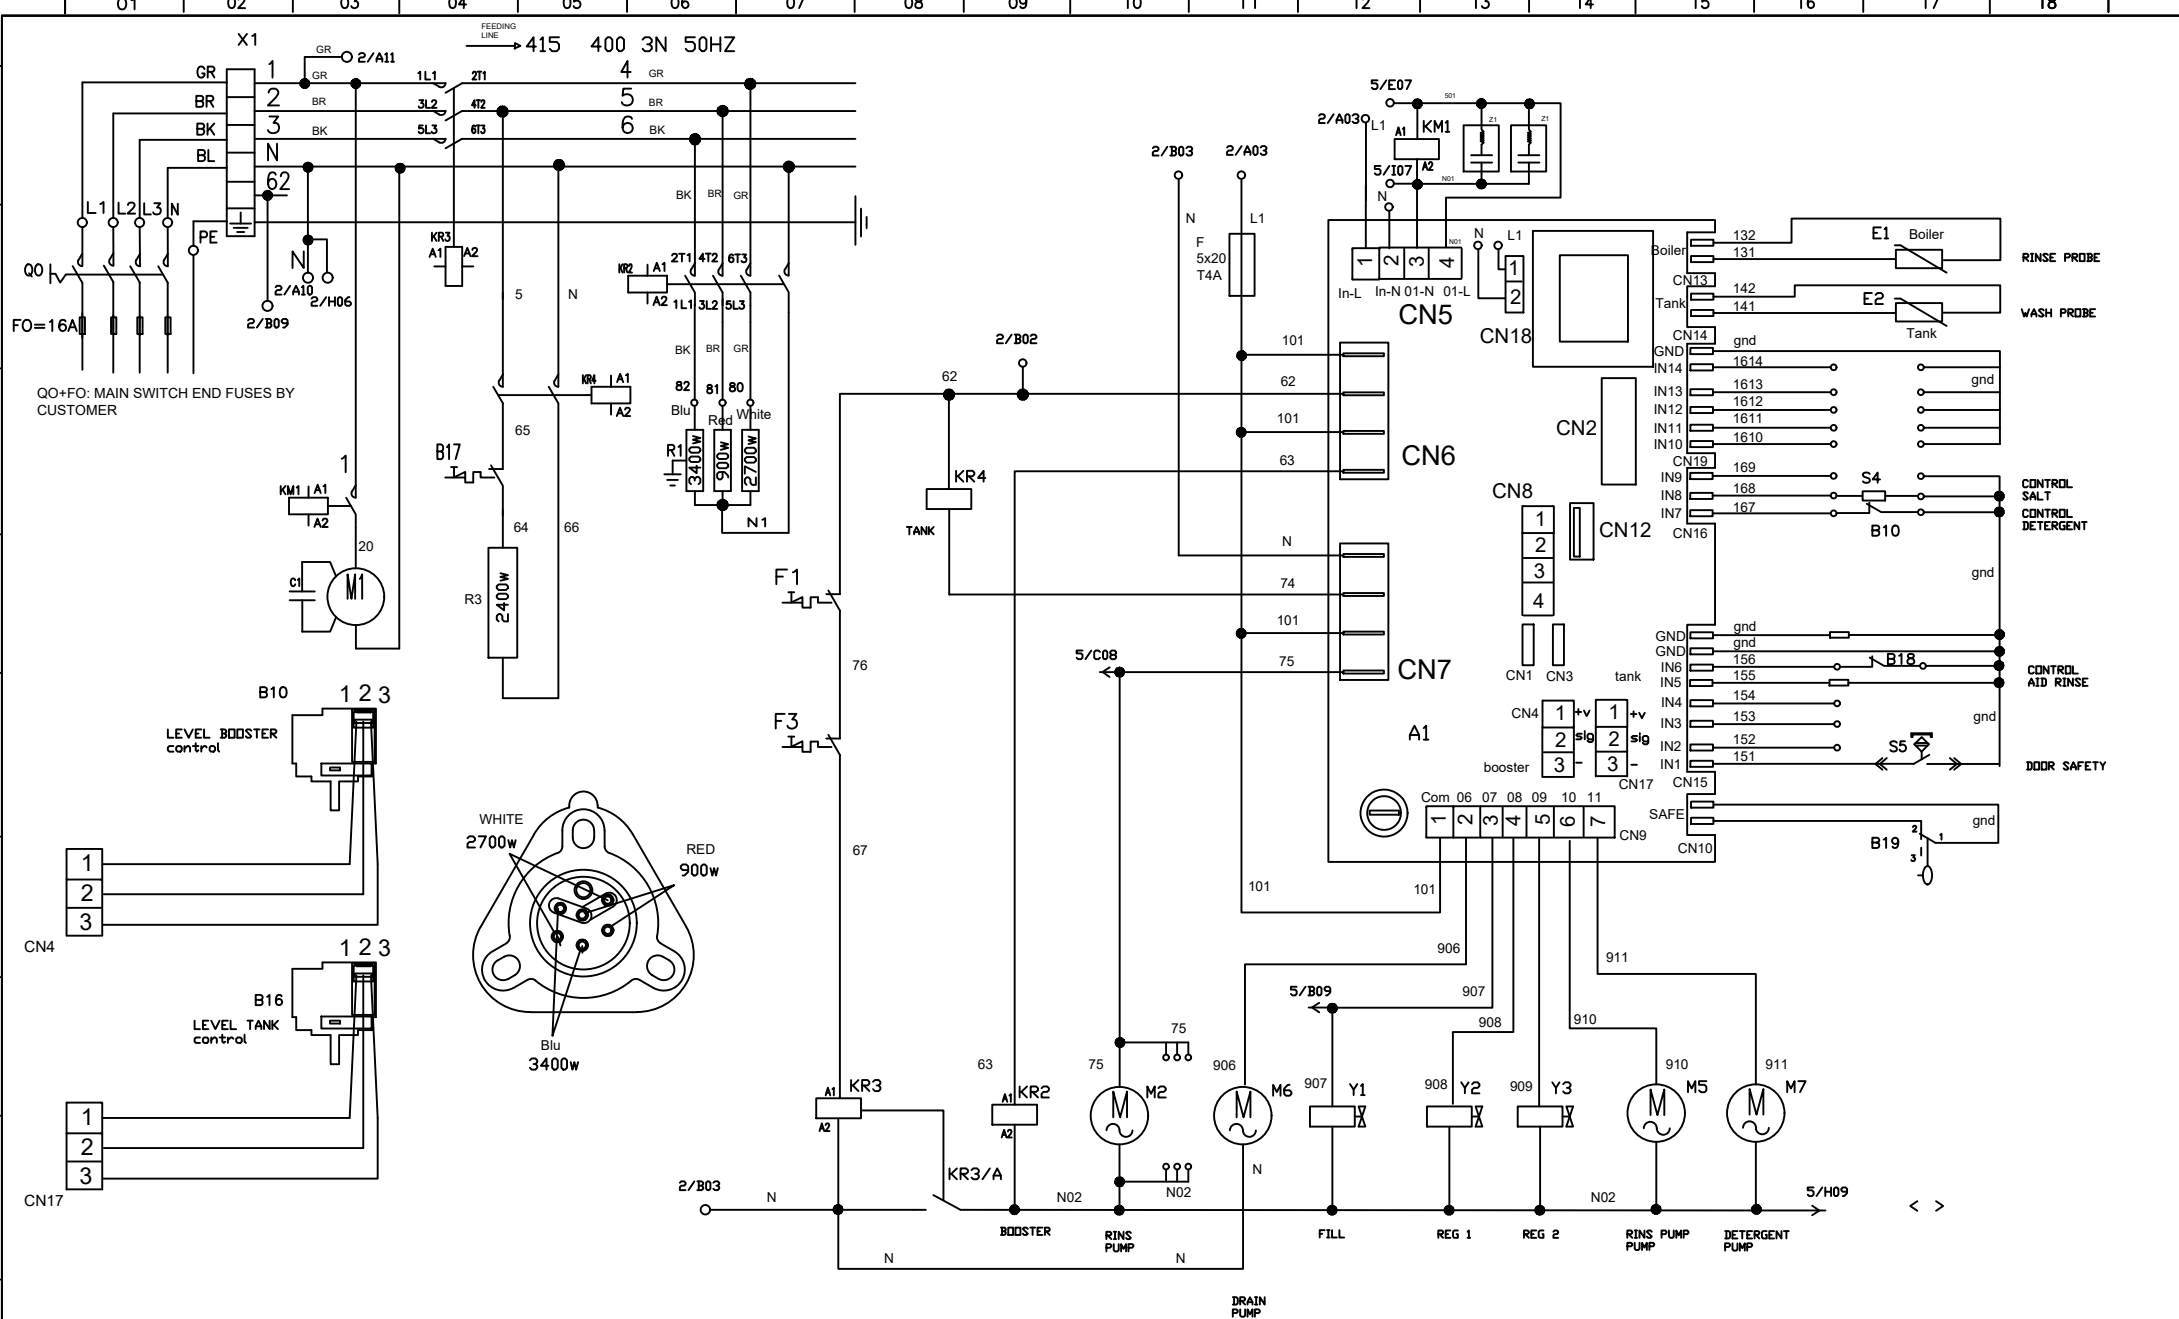 01 02 03 04 05 06 07 08 09 10 11 12 13 14 15 16 17 18
X1
FEEDING
LINE
415 400 3N 50HZ
GR 2/A11
GR 1 GR 1L1 2T1 4 GR
BR 2 BR 3L2 4T2 5 BR
BK 3 BK 5L3 6T3 6 BK
BL N
62
L1 L2 L3 N
PE
Q0
F0=16A
QO+FO: MAIN SWITCH END FUSES BY
CUSTOMER
N
2/A10
2/H06
2/B09
KR3
A1 A2
5 N
BK BR GR
2T1 4T2 6T3
KR2 A1
A2
1L1 3L2 5L3
BK BR GR
82 81 80
Blu Red White
R1 3400w 900w 2700w
N1
KR4 A1
A2
65
B17
64 66
R3 2400w
1
KM1 A1
A2
20
C1 M1
B10 1 2 3
LEVEL BOOSTER
control
1
2
3
CN4
B16 1 2 3
LEVEL TANK
control
1
2
3
CN17
WHITE
2700w
RED
900w
Blu
3400w
F1
76
F3
67
62
2/B02
KR4
TANK
2/B03 2/A03
N L1
F
5x20
T4A
101
62
101
63
CN6
N
74
101
75
CN7
5/C08
5/E07
501
2/A03 L1
A1 KM1
A2
Z1 Z1
5/I07
N01
N
N01
1 2 3 4
In-L In-N 01-N 01-L
CN5
N L1
1
2
CN18
CN2
CN8
1
2
3
4
CN12
CN1 CN3
tank
CN4 1 +v 1 +v
2 sig 2 sig
booster 3 - 3 -
CN17
A1
Com 06 07 08 09 10 11
1 2 3 4 5 6 7
CN9
Boiler 132
131
E1 Boiler
RINSE PROBE
CN13
Tank 142
141
E2
Tank
WASH PROBE
CN14
GND gnd
IN14 1614
gnd
IN13 1613
IN12 1612
IN11 1611
IN10 1610
CN19
IN9 169
IN8 168 S4
CONTROL
SALT
IN7 167
B10
CONTROL
DETERGENT
CN16
gnd
GND gnd
GND gnd
IN6 156 B18
IN5 155
CONTROL
AID RINSE
IN4 154
IN3 153
gnd
IN2 152
IN1 151 S5
DOOR SAFETY
CN15
SAFE
gnd
2 1
B19
3
CN10
101 101
906
907
908
910
911
5/B09
A1 KR3
A2
KR3/A
2/B03 N
N N
63
A1 KR2
A2
BOOSTER
N02
75 75
M M2
N02
RINS
PUMP
906
M M6
N
DRAIN
PUMP
907 Y1
FILL
908 Y2
REG 1
909 Y3
REG 2
910
M M5
N02
RINS PUMP
PUMP
911
M M7
DETERGENT
PUMP
5/H09
< >